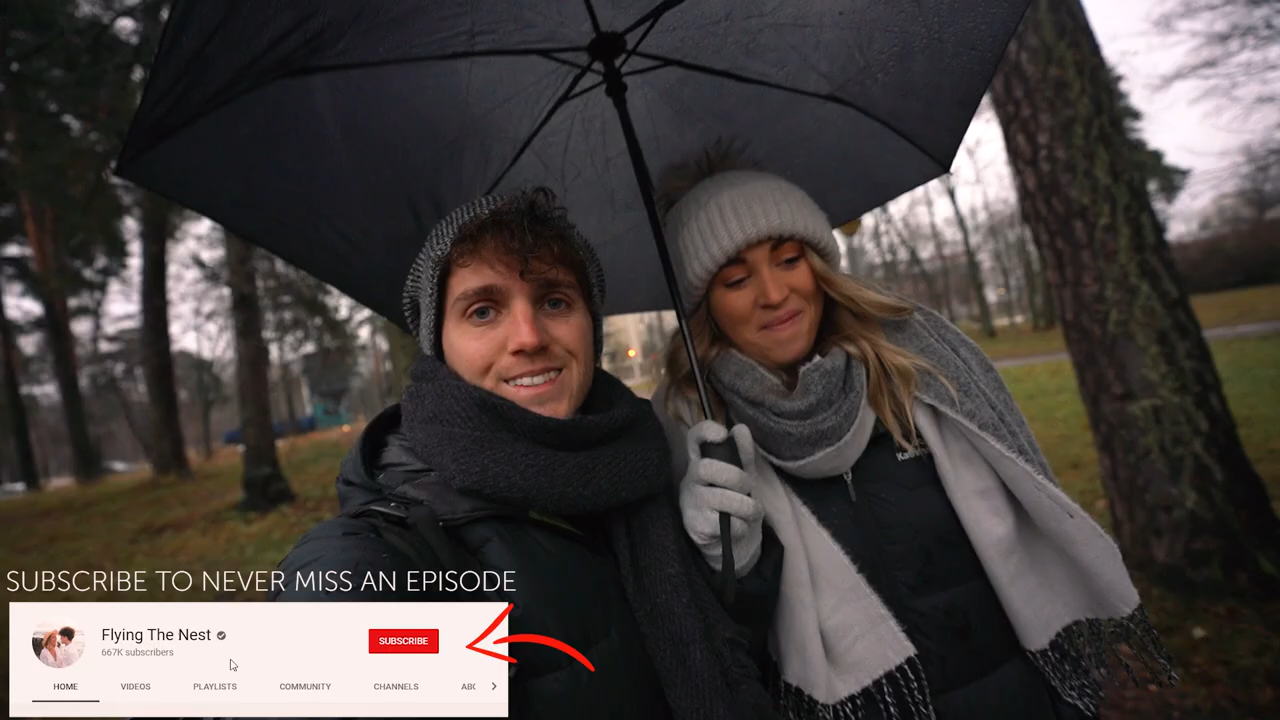 SUBSCRIBE TO NEVER MISS AN EPISODE
Flying The Nest
667K subscribers
SUBSCRIBE
HOME VIDEOS PLAYLISTS COMMUNITY CHANNELS